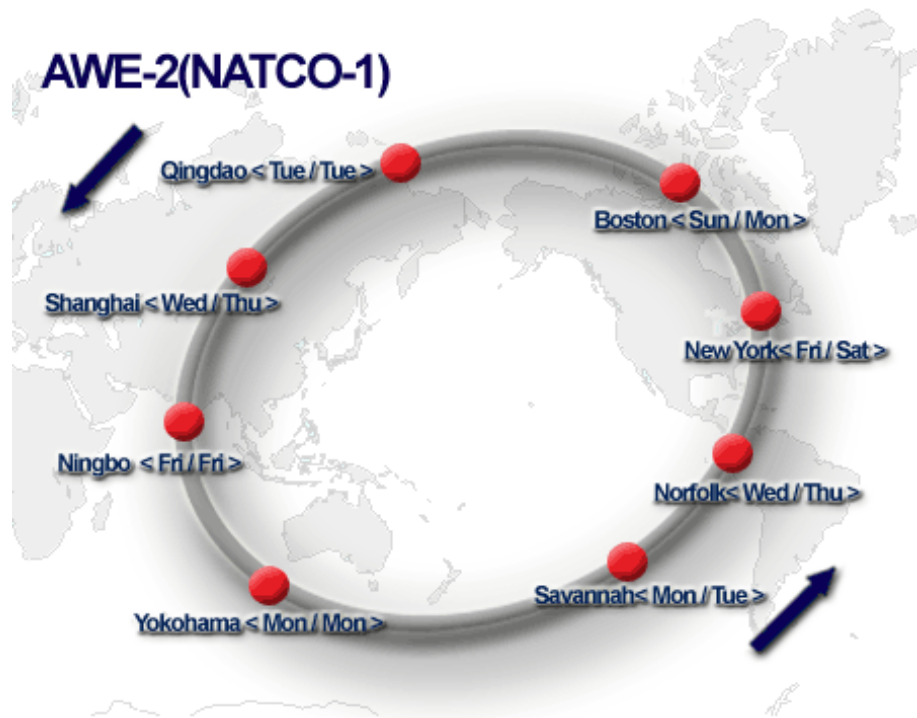 AWE-2(NATCO-1)
Qingdao < Tue / Tue >
Boston < Sun / Mon >
Shanghai < Wed / Thu >
New York< Fri / Sat >
Ningbo < Fri / Fri >
Norfolk< Wed / Thu >
Savannah< Mon / Tue >
Yokohama < Mon / Mon >